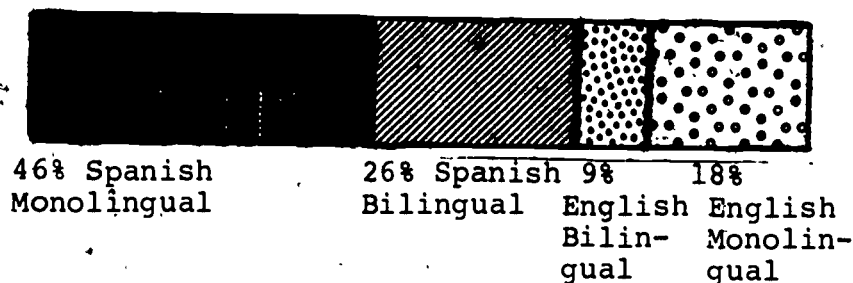 46% Spanish 26% Spanish 9% 18%
Monolingual Bilingual English English
Bilin- Monolin-
gual gual